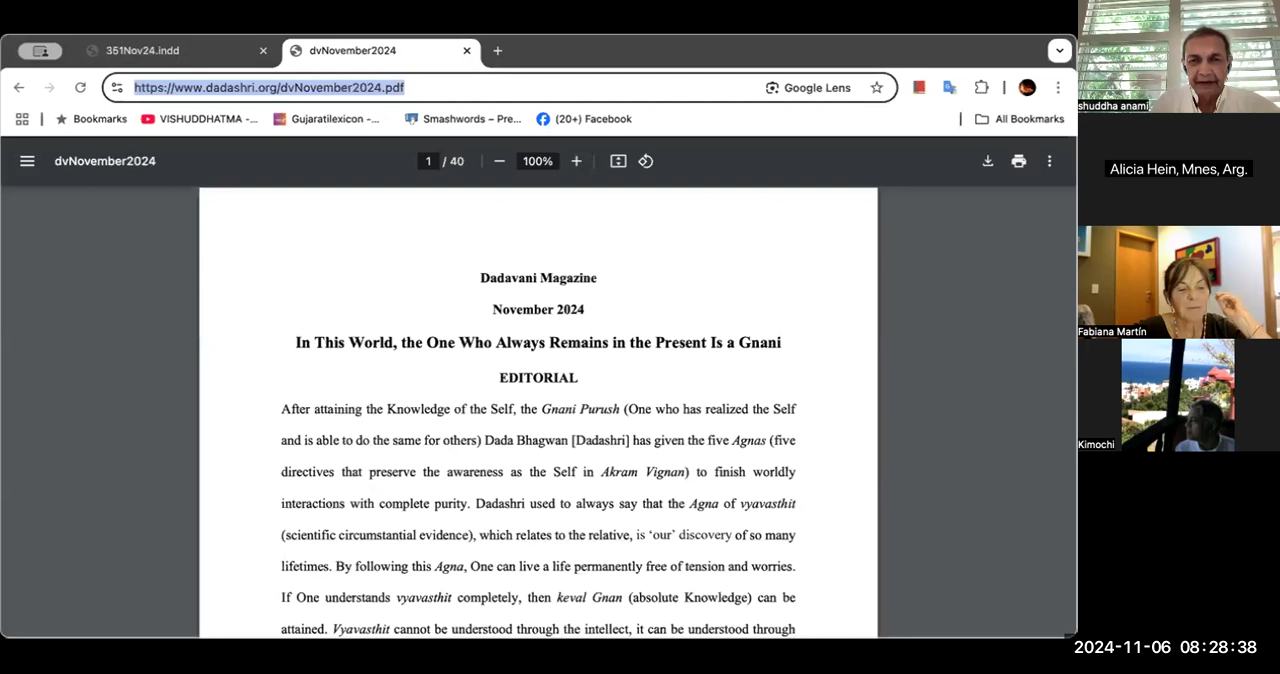 351Nov24.indd
dvNovember2024
https://www.dadashri.org/dvNovember2024.pdf
Google Lens
Bookmarks
VISHUDDHATMA -...
Gujaratilexicon -...
Smashwords – Pre...
(20+) Facebook
All Bookmarks
dvNovember2024
1 / 40
100%
Dadavani Magazine
November 2024
In This World, the One Who Always Remains in the Present Is a Gnani
EDITORIAL
After attaining the Knowledge of the Self, the Gnani Purush (One who has realized the Self
and is able to do the same for others) Dada Bhagwan [Dadashri] has given the five Agnas (five
directives that preserve the awareness as the Self in Akram Vignan) to finish worldly
interactions with complete purity. Dadashri used to always say that the Agna of vyavasthit
(scientific circumstantial evidence), which relates to the relative, is ‘our’ discovery of so many
lifetimes. By following this Agna, One can live a life permanently free of tension and worries.
If One understands vyavasthit completely, then keval Gnan (absolute Knowledge) can be
attained. Vyavasthit cannot be understood through the intellect, it can be understood through
shuddha anami
Alicia Hein, Mnes, Arg.
Fabiana Martín
Kimochi
2024-11-06 08:28:38